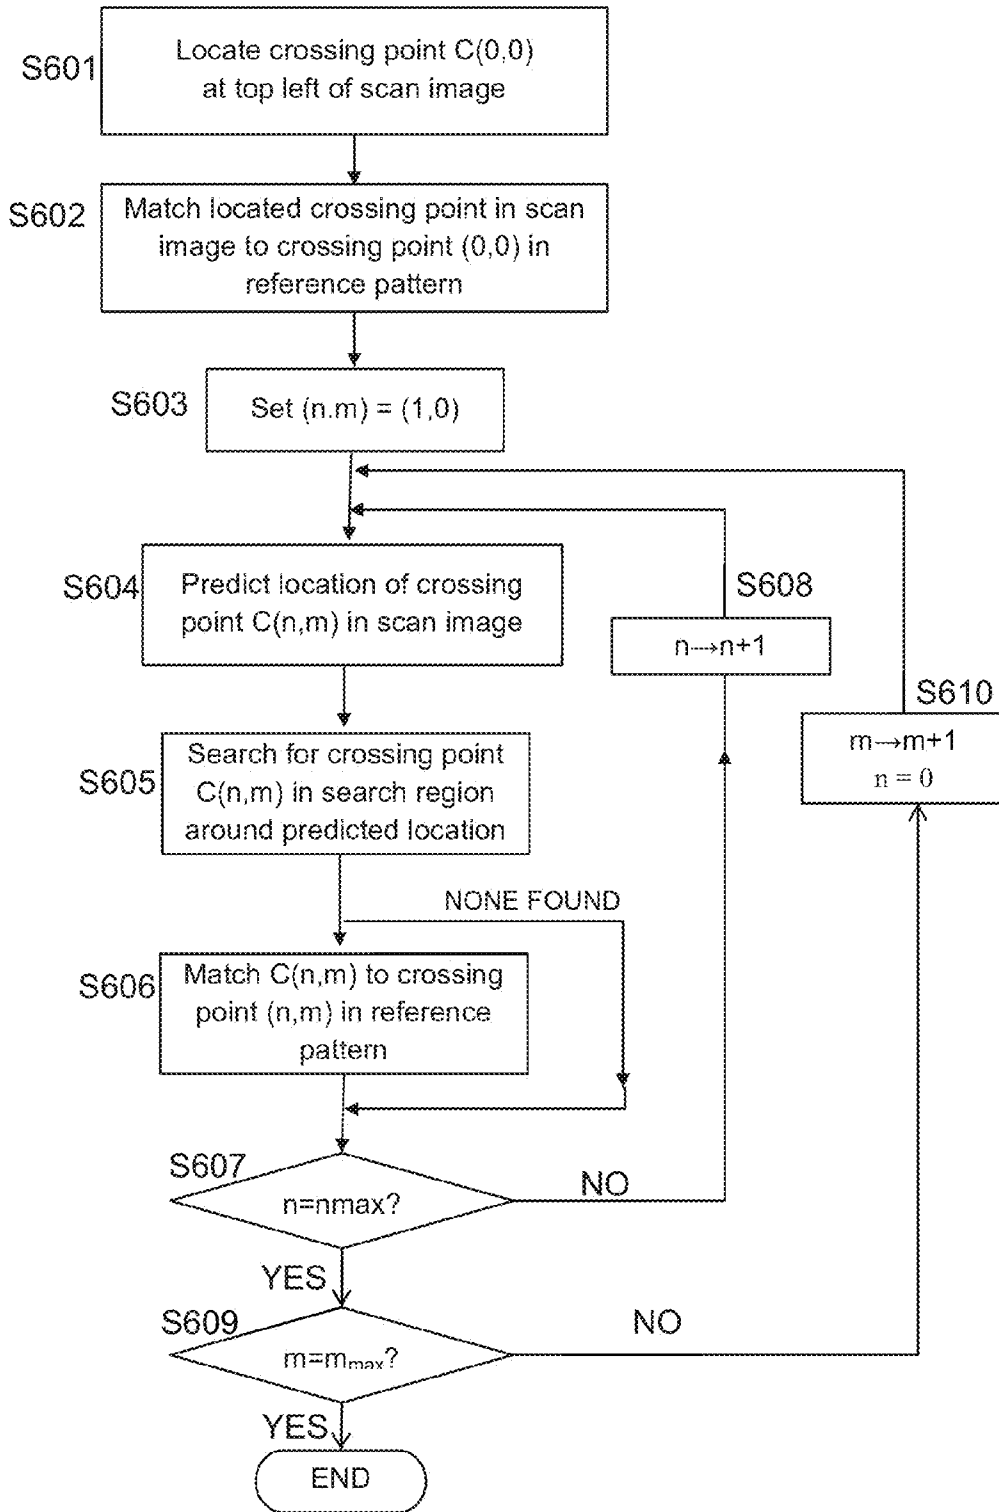 S601
Locate crossing point C(0,0)
at top left of scan image
S602
Match located crossing point in scan
image to crossing point (0,0) in
reference pattern
S603
Set (n.m) = (1,0)
S604
Predict location of crossing
point C(n,m) in scan image
S608
n→n+1
S610
m→m+1
n = 0
S605
Search for crossing point
C(n,m) in search region
around predicted location
NONE FOUND
S606
Match C(n,m) to crossing
point (n,m) in reference
pattern
S607
n=nmax?
NO
YES
S609
m=mmax?
NO
YES
END